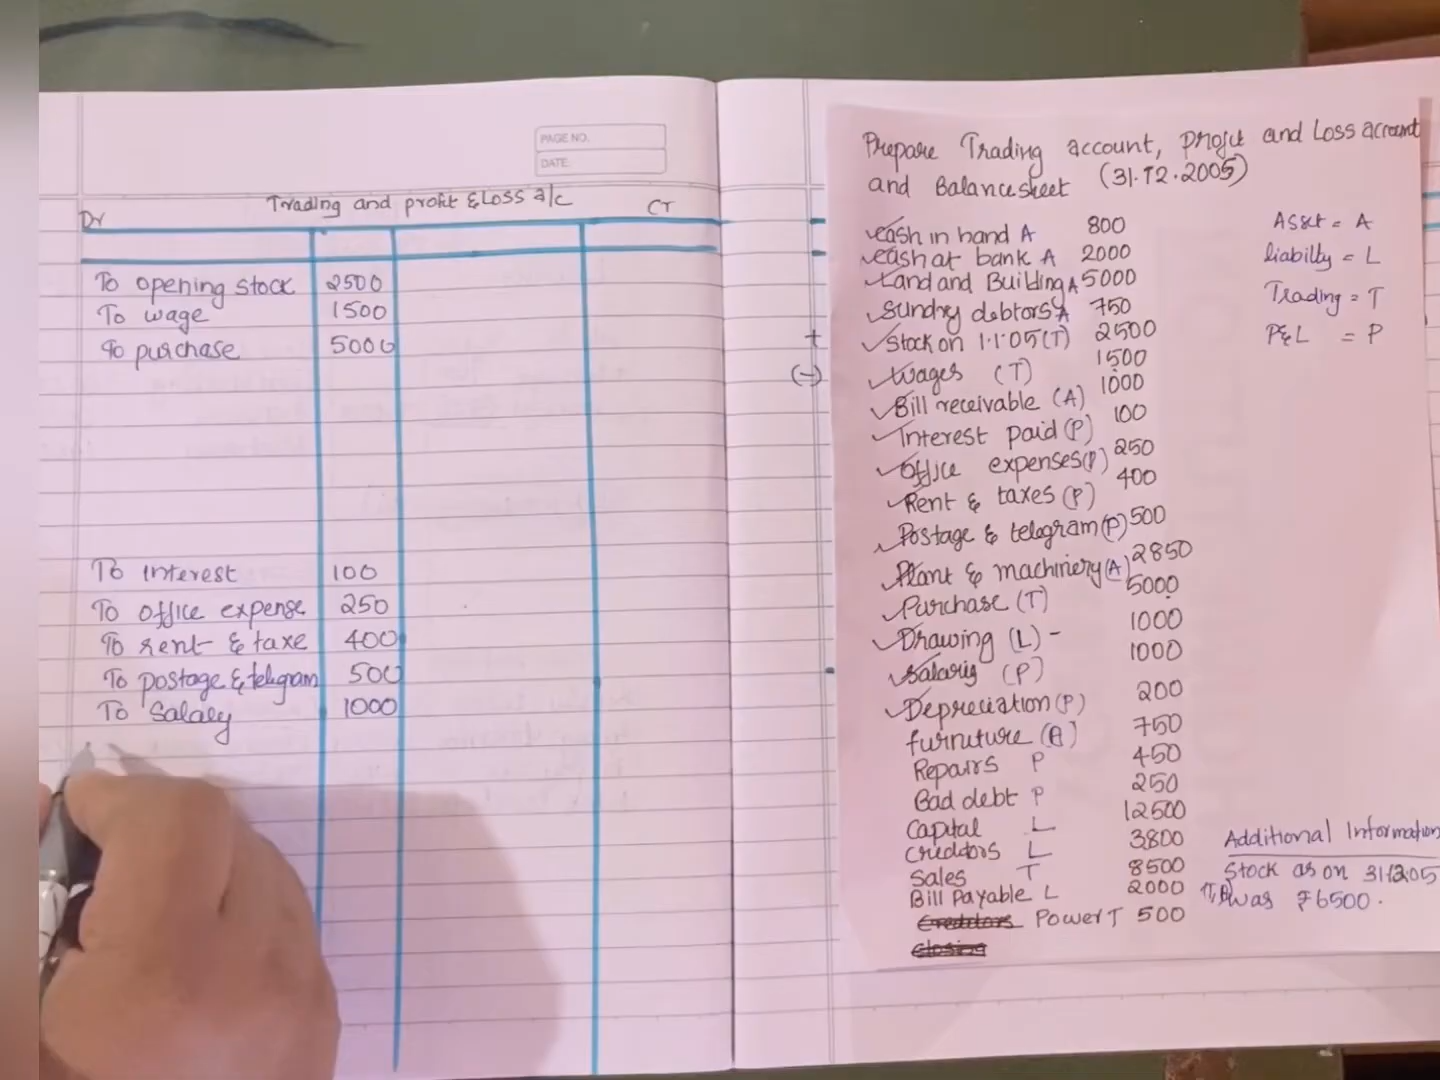 PAGE NO.
DATE:
Trading and profit & Loss a/c
Dr Cr
To opening stock 2500
To wage 1500
To purchase 5000
To interest 100
To office expense 250
To rent & taxe 400
To postage & telegram 500
To Salary 1000
Prepare Trading account, profit and Loss account
and Balancesheet (31.12.2005)
cash in hand A 800
cash at bank A 2000
Land and Building A 5000
Sundry debtors A 750
+ Stock on 1.1.05 (T) 2500
(-) Wages (T) 1500
Bill receivable (A) 1000
Interest paid (P) 100
Office expenses (P) 250
Rent & taxes (P) 400
Postage & telegram (P) 500
Plant & machinery (A) 2850
Purchase (T) 5000
Drawing (L) - 1000
Salaris (P) 1000
Depreciation (P) 200
furnuture (A) 750
Repairs P 450
Bad debt P 250
Capital L 12500
Creddors L 3800
Sales T 8500
Bill Payable L 2000
Power T 500
Asset = A
liabilty = L
Trading = T
P&L = P
Additional Information
Stock as on 31.12.05
was ₹6500.